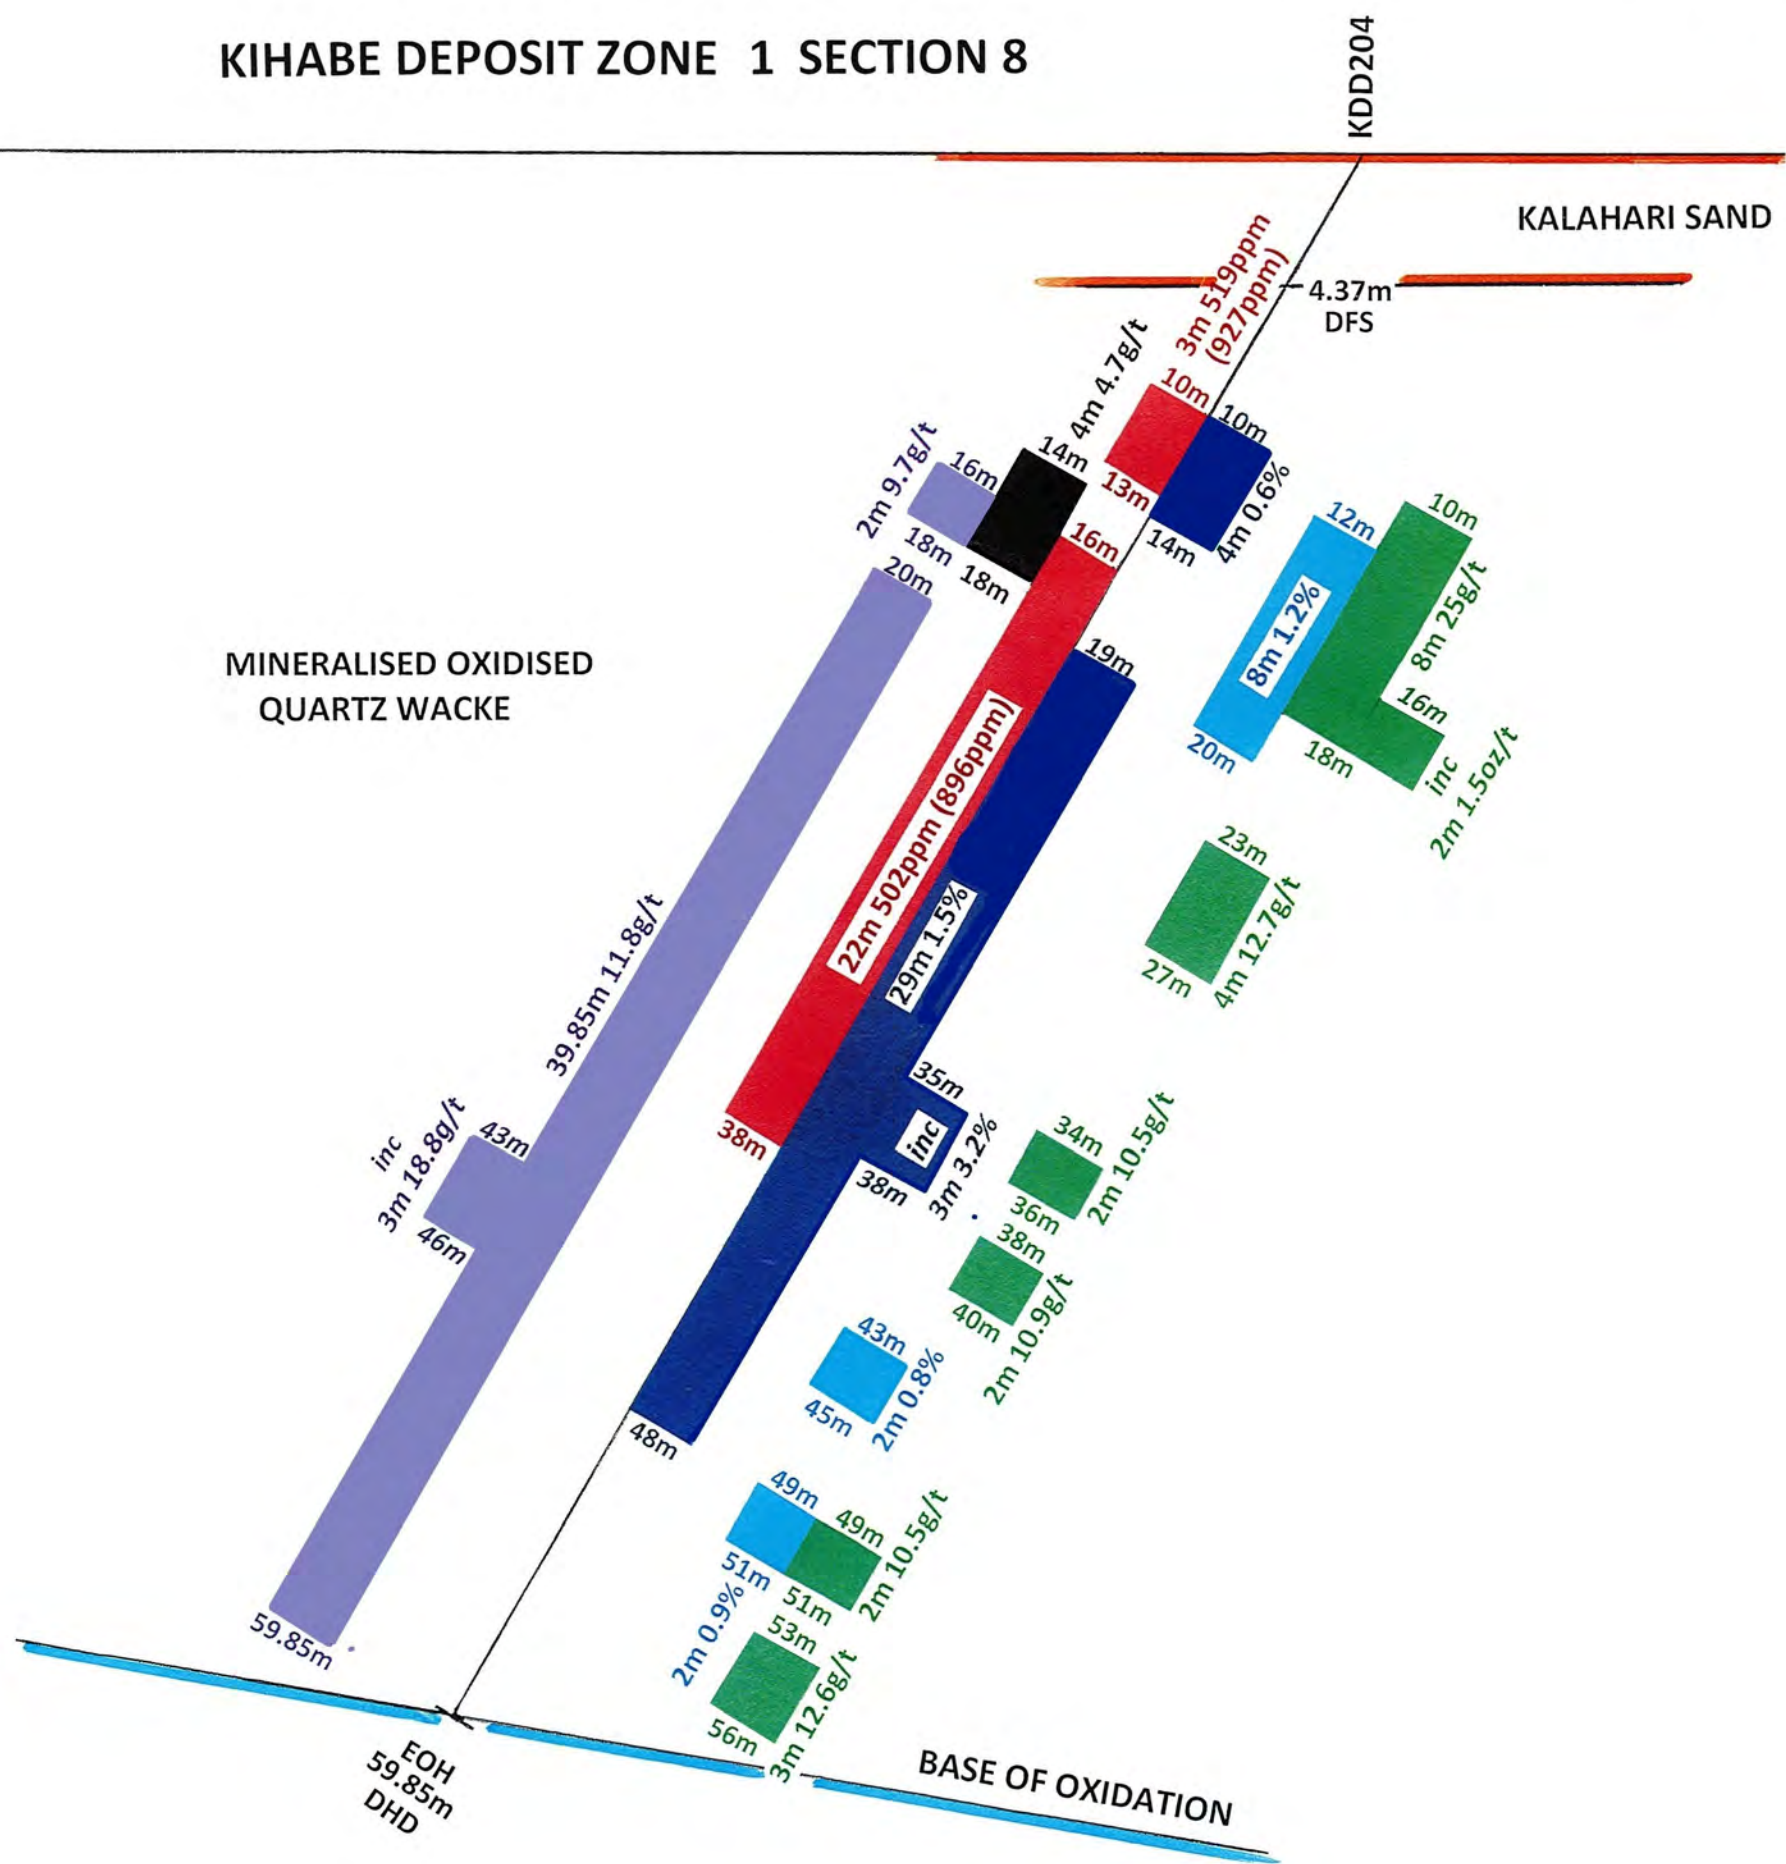 KIHABE DEPOSIT ZONE 1 SECTION 8
KDD204
KALAHARI SAND
4.37m
DFS
3m 519ppm
(927ppm)
10m
13m
10m
14m
4m 0.6%
4m 4.7g/t
14m
18m
2m 9.7g/t
16m
18m
16m
22m 502ppm (896ppm)
38m
19m
29m 1.5%
35m
inc
38m
3m 3.2%
48m
20m
39.85m 11.8g/t
inc
3m 18.8g/t
43m
46m
59.85m
MINERALISED OXIDISED
QUARTZ WACKE
12m
8m 1.2%
20m
10m
8m 25g/t
16m
18m
inc
2m 1.5oz/t
23m
27m
4m 12.7g/t
34m
36m
2m 10.5g/t
38m
40m
2m 10.9g/t
43m
45m
2m 0.8%
49m
51m
2m 0.9%
49m
51m
2m 10.5g/t
53m
56m
3m 12.6g/t
EOH
59.85m
DHD
BASE OF OXIDATION